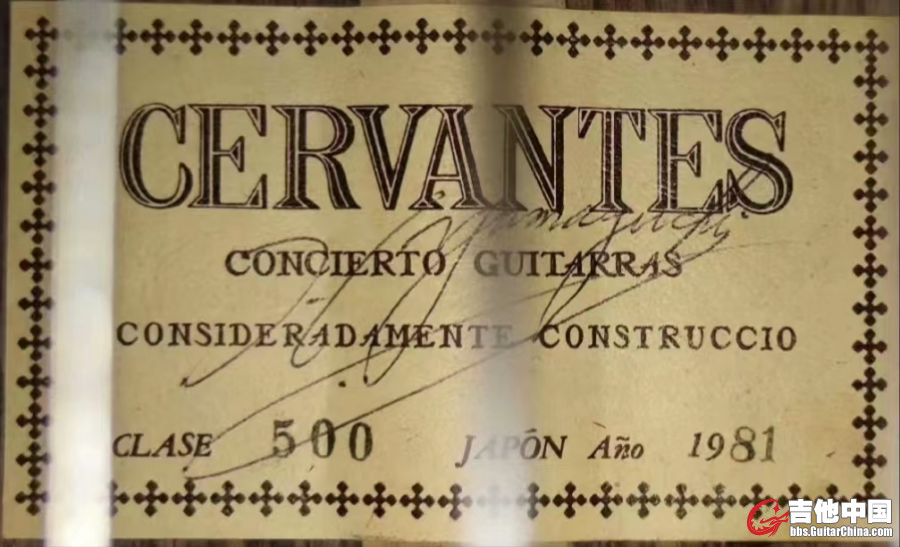 CERVANTES
CONCIERTO GUITARRAS
CONSIDERADAMENTE CONSTRUCCIO
CLASE 500 JAPÓN Año 1981
吉他中国
bbs.GuitarChina.com